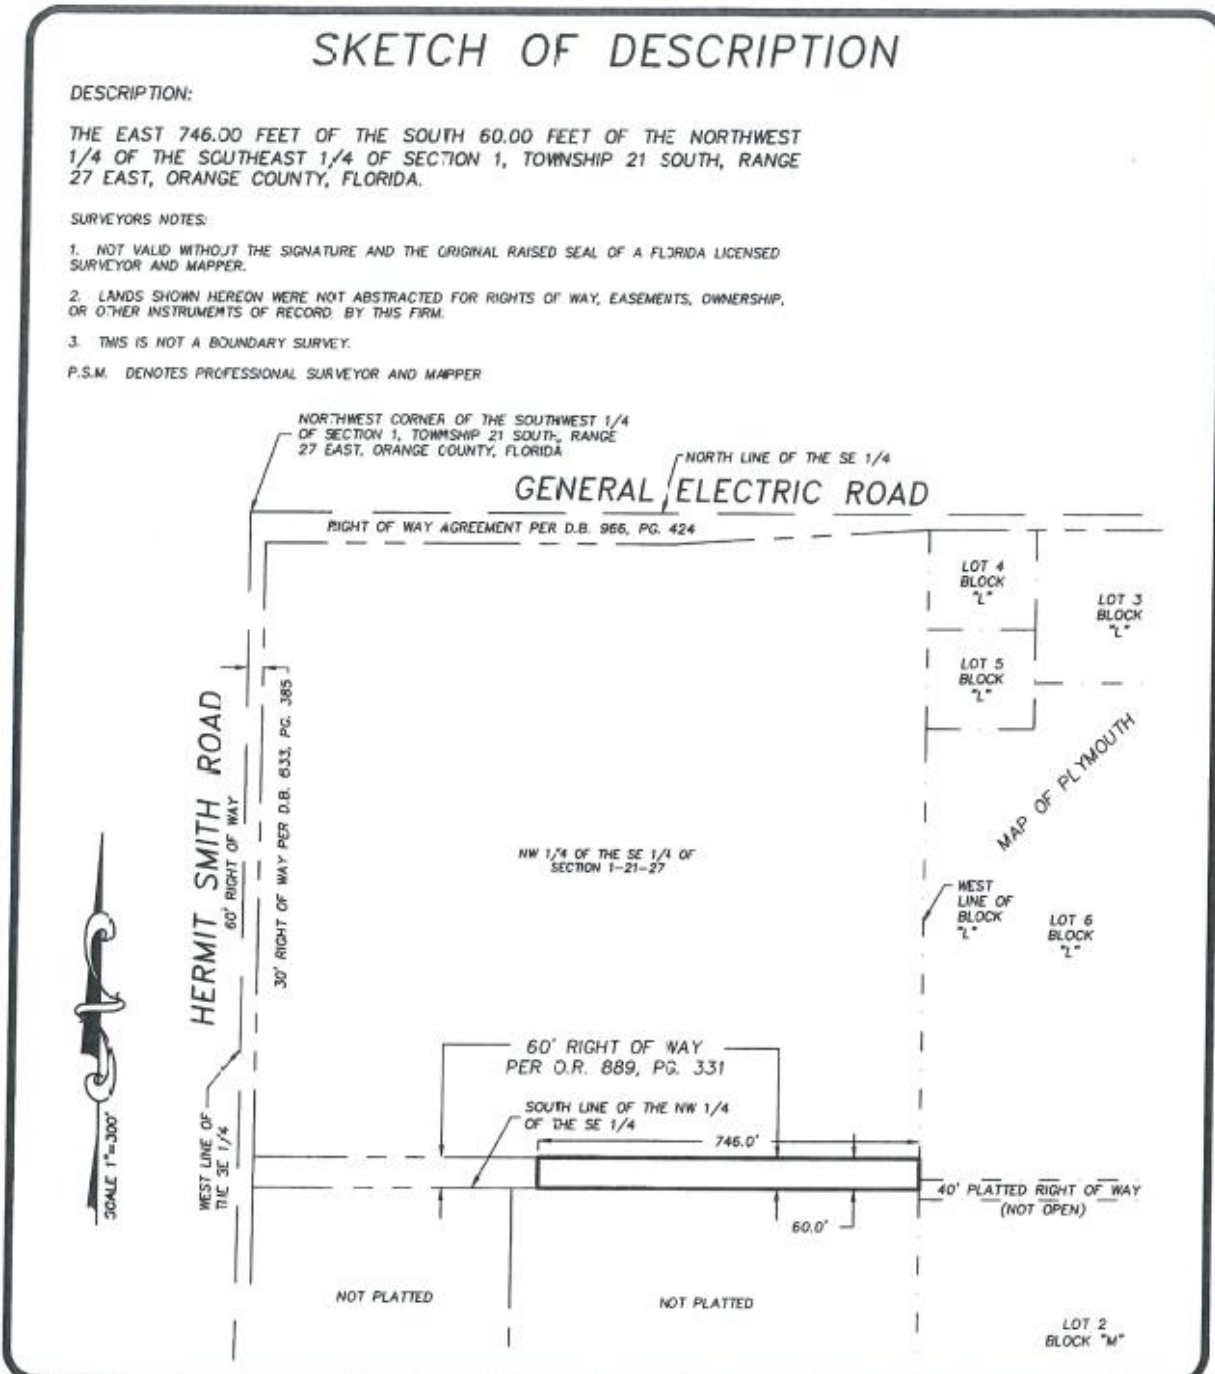 SKETCH OF DESCRIPTION
DESCRIPTION:
THE EAST 746.00 FEET OF THE SOUTH 60.00 FEET OF THE NORTHWEST
1/4 OF THE SOUTHEAST 1/4 OF SECTION 1, TOWNSHIP 21 SOUTH, RANGE
27 EAST, ORANGE COUNTY, FLORIDA.
SURVEYORS NOTES:
1. NOT VALID WITHOUT THE SIGNATURE AND THE ORIGINAL RAISED SEAL OF A FLORIDA LICENSED
SURVEYOR AND MAPPER.
2. LANDS SHOWN HEREON WERE NOT ABSTRACTED FOR RIGHTS OF WAY, EASEMENTS, OWNERSHIP,
OR OTHER INSTRUMENTS OF RECORD BY THIS FIRM.
3. THIS IS NOT A BOUNDARY SURVEY.
P.S.M. DENOTES PROFESSIONAL SURVEYOR AND MAPPER
NORTHWEST CORNER OF THE SOUTHWEST 1/4
OF SECTION 1, TOWNSHIP 21 SOUTH, RANGE
27 EAST, ORANGE COUNTY, FLORIDA
NORTH LINE OF THE SE 1/4
GENERAL ELECTRIC ROAD
RIGHT OF WAY AGREEMENT PER D.B. 966, PG. 424
LOT 4
BLOCK
"L"
LOT 3
BLOCK
"L"
LOT 5
BLOCK
"L"
HERMIT SMITH ROAD
60' RIGHT OF WAY
30' RIGHT OF WAY PER D.B. 633, PG. 385
MAP OF PLYMOUTH
NW 1/4 OF THE SE 1/4 OF
SECTION 1-21-27
WEST
LINE OF
BLOCK
"L"
LOT 6
BLOCK
"L"
60' RIGHT OF WAY
PER O.R. 889, PG. 331
SOUTH LINE OF THE NW 1/4
OF THE SE 1/4
746.0'
SCALE 1"=300'
WEST LINE OF
THE SE 1/4
40' PLATTED RIGHT OF WAY
(NOT OPEN)
60.0'
NOT PLATTED
NOT PLATTED
LOT 2
BLOCK "M"